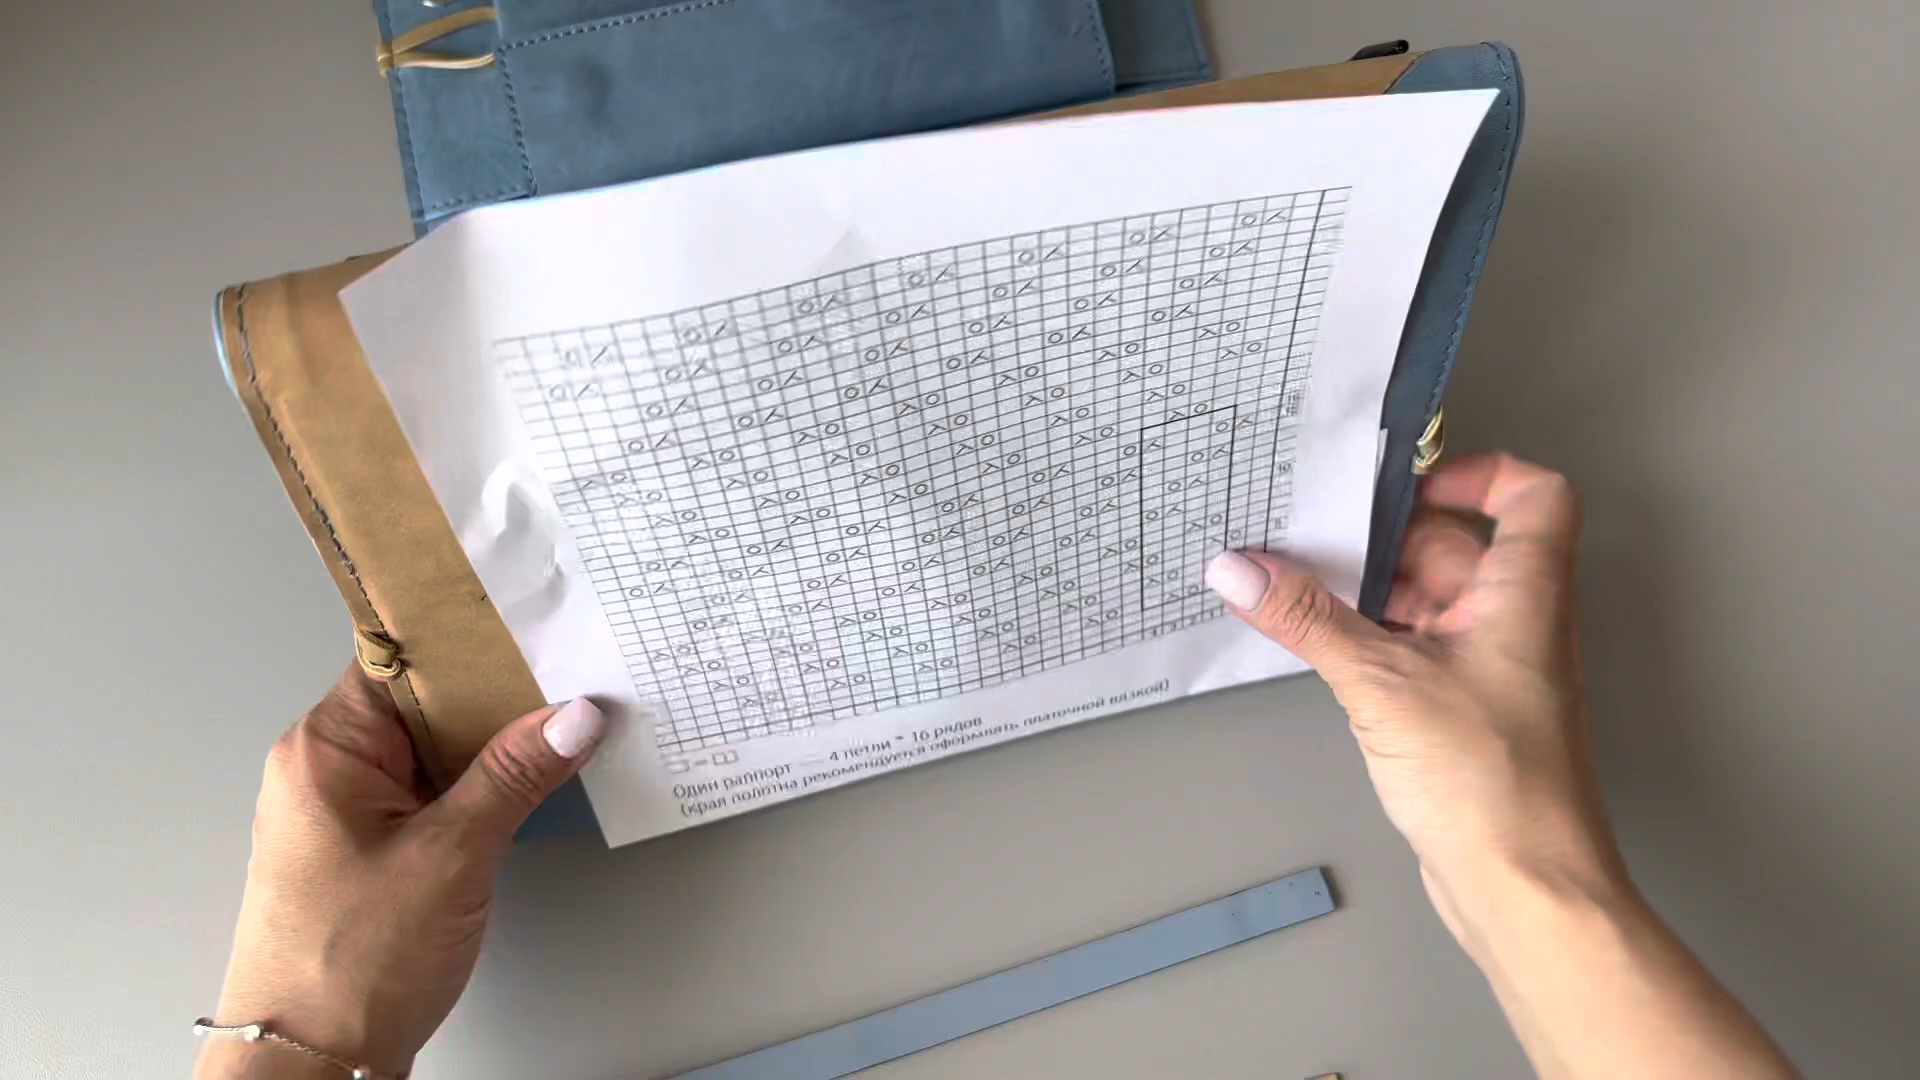 Один раппорт — 4 петли * 16 рядов
(края полотна рекомендуется оформлять платочной вязкой)